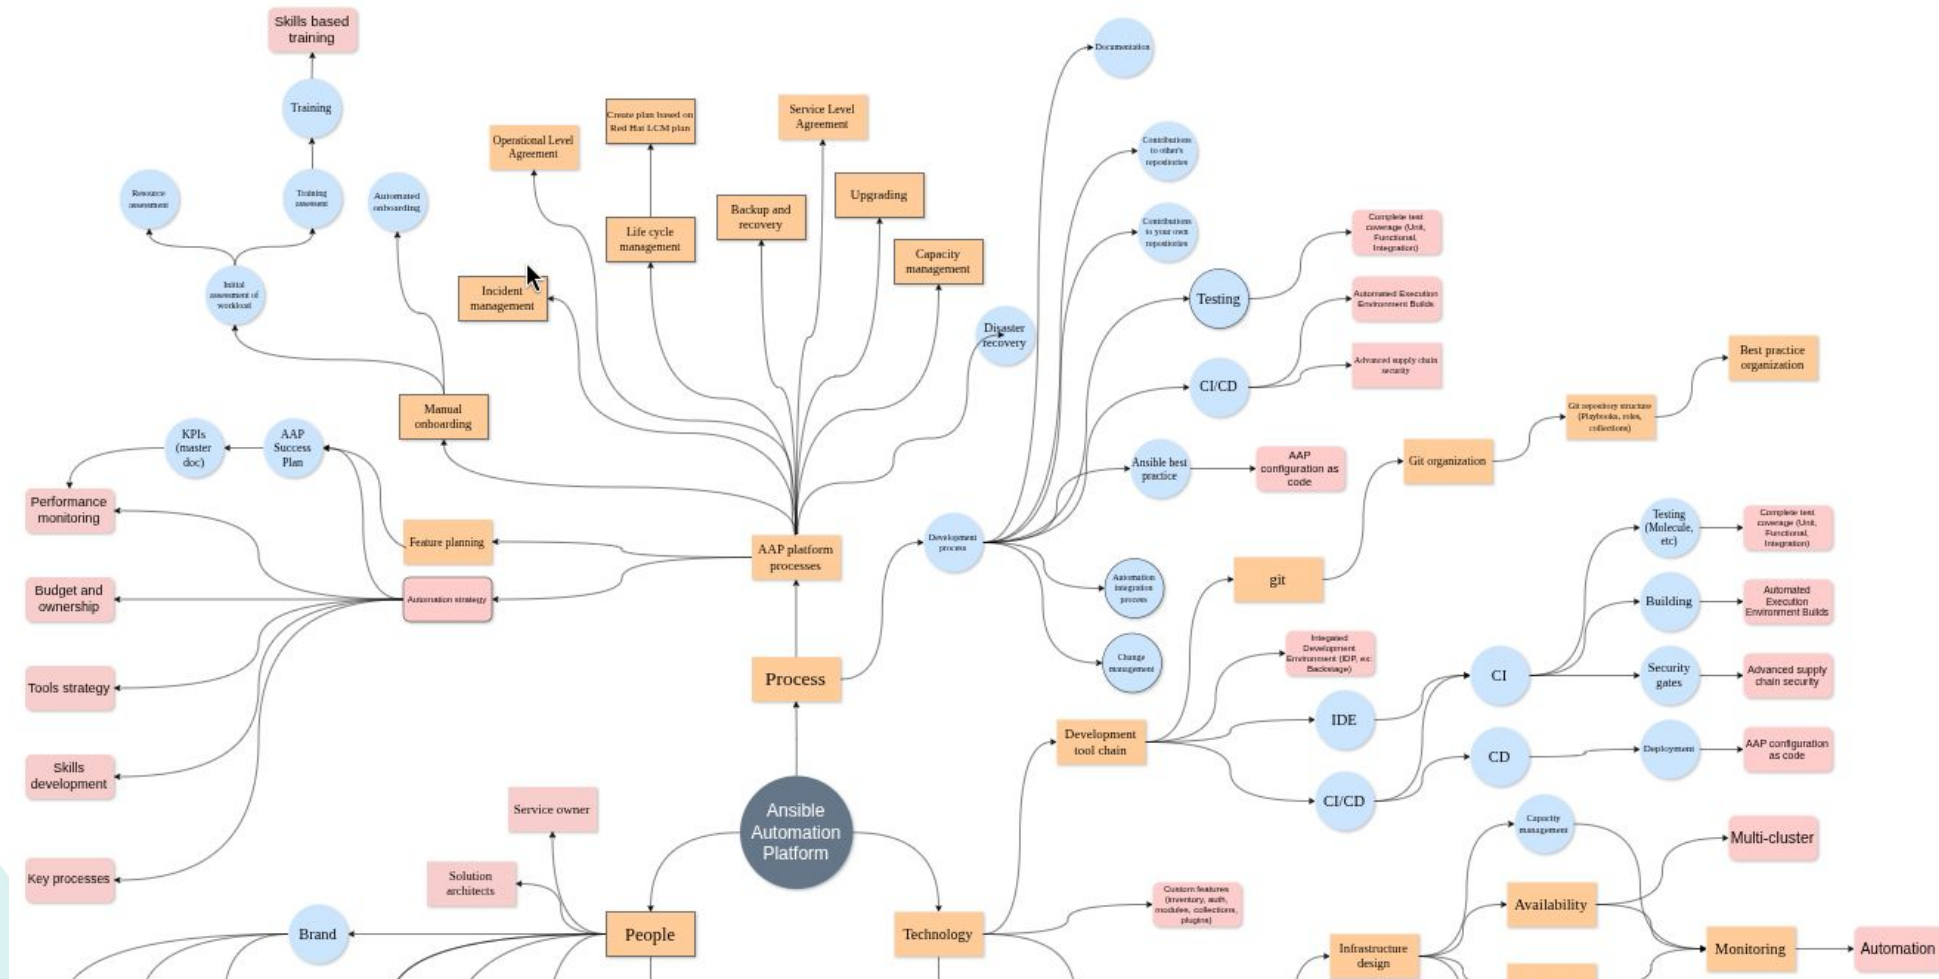 Skills based
training
Documentation
Training
Create plan based on
Red Hat LCM plan
Service Level
Agreement
Operational Level
Agreement
Contributions
to other's
repositories
Resource
assessment
Training
assesment
Automated
onboarding
Upgrading
Backup and
recovery
Life cycle
management
Contributions
to your own
repositories
Complete test
coverage (Unit,
Functional,
Integration)
Capacity
management
Initial
assessment of
workload
Incident
management
Testing
Automated Execution
Environment Builds
Disaster
recovery
CI/CD
Advanced supply chain
security
Best practice
organization
Manual
onboarding
Git repository structure
(Playbooks, roles,
collections)
KPIs
(master
doc)
AAP
Success
Plan
Ansible best
practice
AAP
configuration as
code
Git organization
Performance
monitoring
Feature planning
AAP platform
processes
Development
process
Testing
(Molecule,
etc)
Complete test
coverage (Unit,
Functional,
Integration)
Budget and
ownership
Automation strategy
Automation
integration
process
git
Building
Automated
Execution
Environment Builds
Tools strategy
Process
Change
management
Integated
Development
Environment (IDP, ex:
Backstage)
CI
Security
gates
Advanced supply
chain security
IDE
Development
tool chain
CD
Deployment
AAP configuration
as code
Skills
development
CI/CD
Service owner
Ansible
Automation
Platform
Capacity
management
Multi-cluster
Key processes
Solution
architects
Custom features
(inventory, auth,
modules, collections,
plugins)
Availability
Brand
People
Technology
Infrastructure
design
Monitoring
Automation